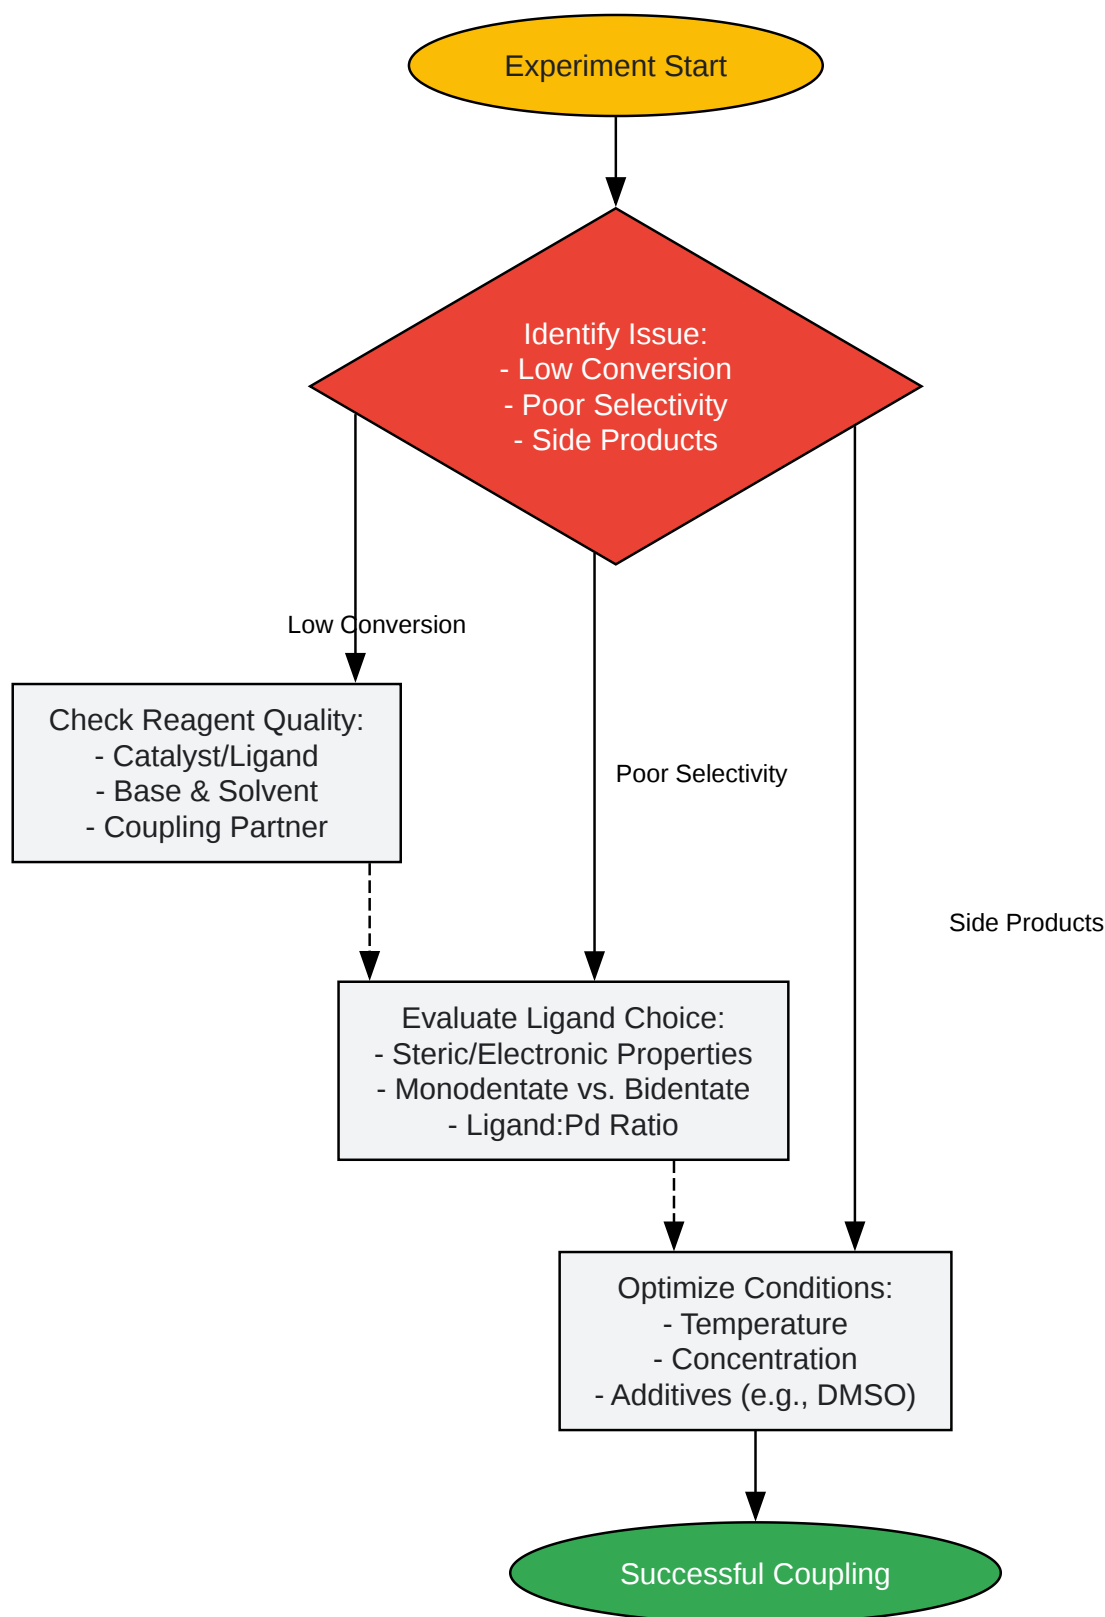 Experiment Start
Identify Issue:
- Low Conversion
- Poor Selectivity
- Side Products
Low Conversion
Check Reagent Quality:
- Catalyst/Ligand
- Base & Solvent
- Coupling Partner
Poor Selectivity
Side Products
Evaluate Ligand Choice:
- Steric/Electronic Properties
- Monodentate vs. Bidentate
- Ligand:Pd Ratio
Optimize Conditions:
- Temperature
- Concentration
- Additives (e.g., DMSO)
Successful Coupling